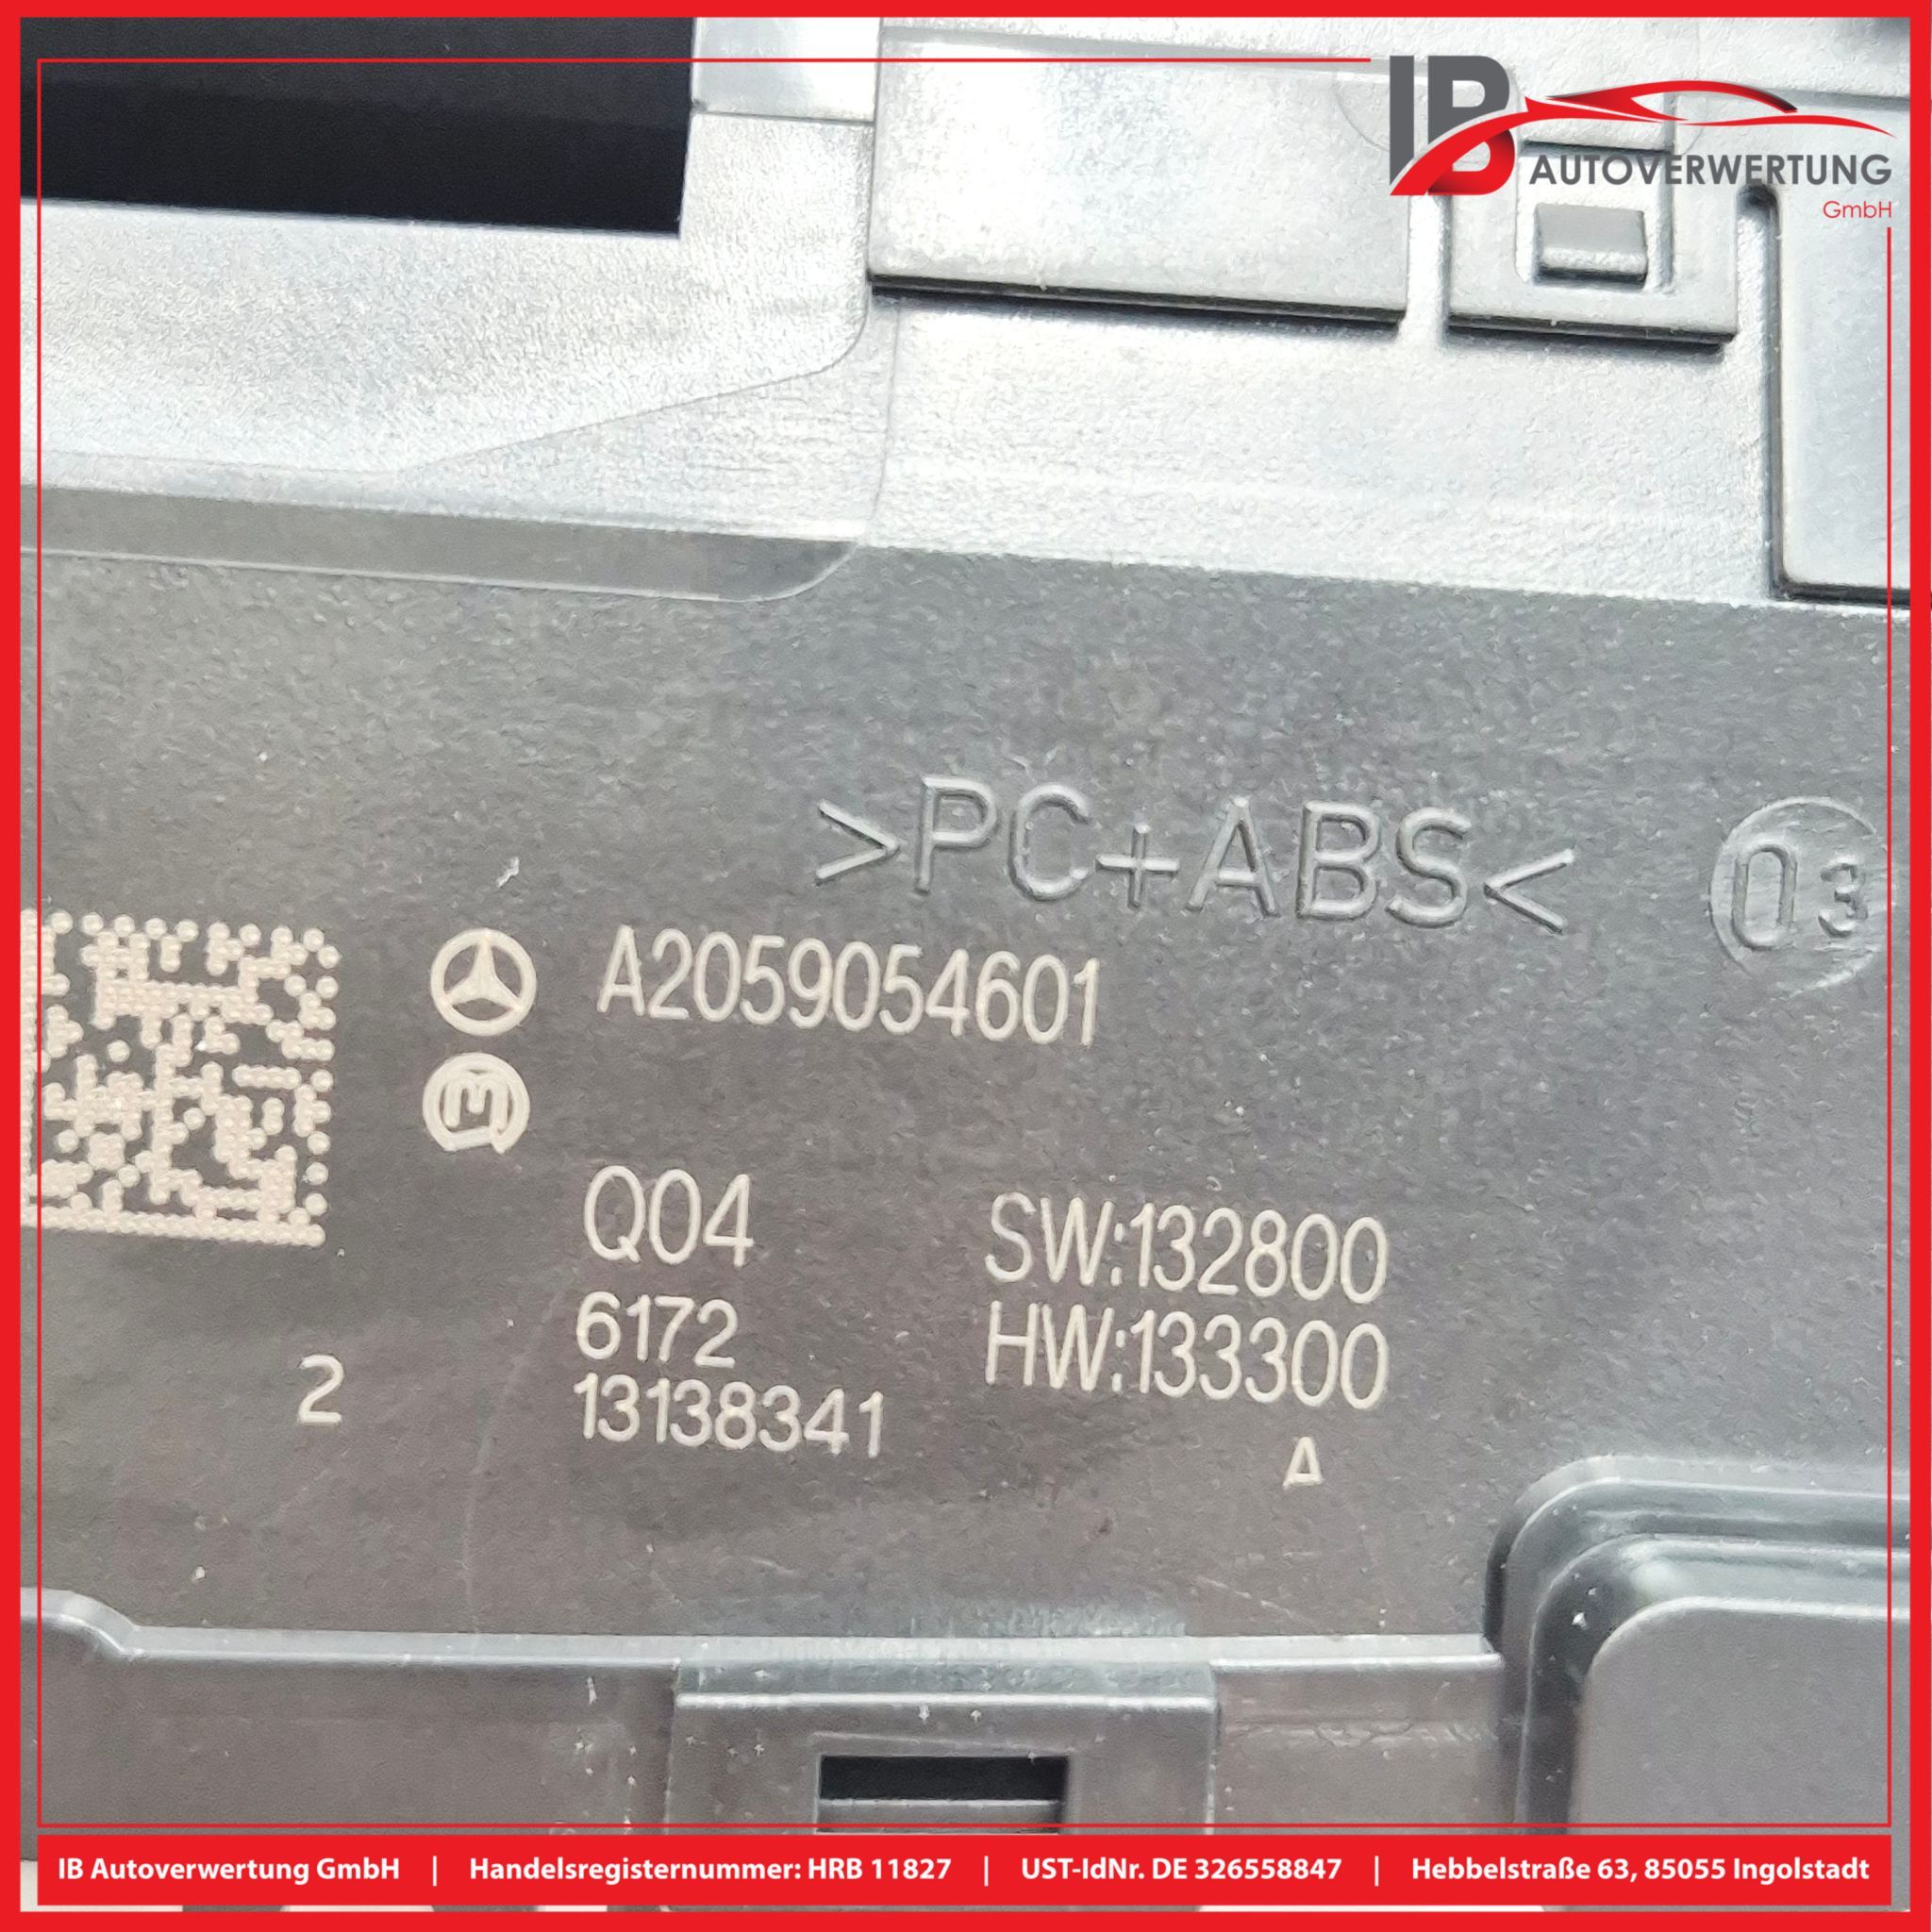 IB
AUTOVERWERTUNG
GmbH
>PC+ABS<
03
A2059054601
Q04
SW:132800
6172
HW:133300
13138341
2
A
IB Autoverwertung GmbH | Handelsregisternummer: HRB 11827 | UST-IdNr. DE 326558847 | Hebbelstraße 63, 85055 Ingolstadt